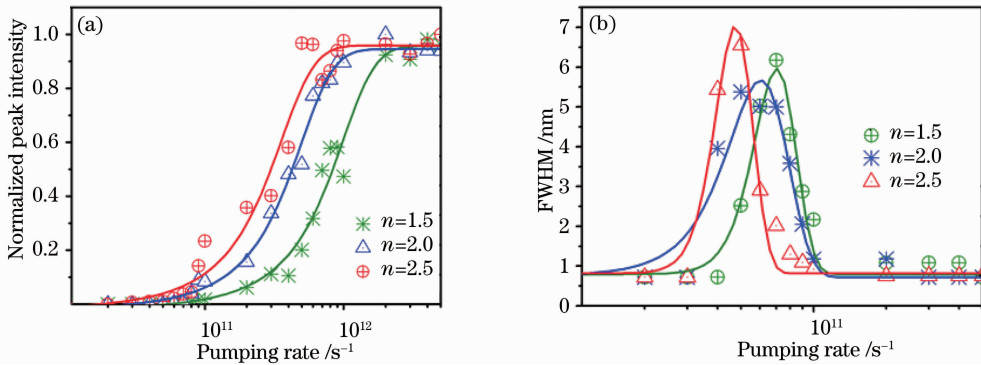 (a)
Normalized peak intensity
1.0
0.8
0.6
0.4
0.2
n=1.5
n=2.0
n=2.5
10¹¹
10¹²
Pumping rate /s⁻¹
(b)
FWHM /nm
7
6
5
4
3
2
1
0
n=1.5
n=2.0
n=2.5
10¹¹
Pumping rate /s⁻¹